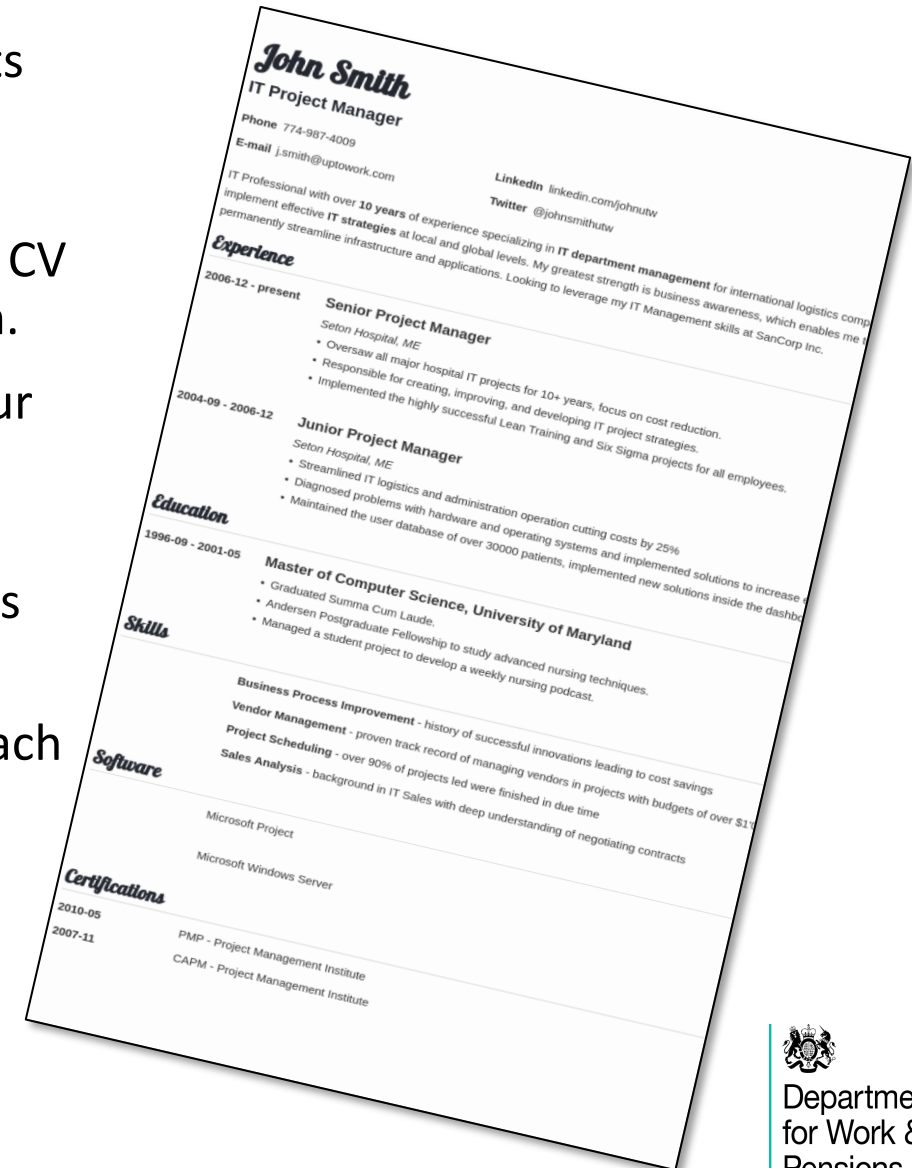 ts
CV
n.
ur
s
ach
John Smith
IT Project Manager
Phone 774-987-4009
E-mail j.smith@uptowork.com
LinkedIn linkedin.com/johnutw
Twitter @johnsmithutw
IT Professional with over 10 years of experience specializing in IT department management for international logistics comp
implement effective IT strategies at local and global levels. My greatest strength is business awareness, which enables me t
permanently streamline infrastructure and applications. Looking to leverage my IT Management skills at SanCorp Inc.
Experience
2006-12 - present
Senior Project Manager
Seton Hospital, ME
• Oversaw all major hospital IT projects for 10+ years, focus on cost reduction.
• Responsible for creating, improving, and developing IT project strategies.
• Implemented the highly successful Lean Training and Six Sigma projects for all employees.
2004-09 - 2006-12
Junior Project Manager
Seton Hospital, ME
• Streamlined IT logistics and administration operation cutting costs by 25%
• Diagnosed problems with hardware and operating systems and implemented solutions to increase e
• Maintained the user database of over 30000 patients, implemented new solutions inside the dashbo
Education
1996-09 - 2001-05
Master of Computer Science, University of Maryland
• Graduated Summa Cum Laude.
• Andersen Postgraduate Fellowship to study advanced nursing techniques.
• Managed a student project to develop a weekly nursing podcast.
Skills
Business Process Improvement - history of successful innovations leading to cost savings
Vendor Management - proven track record of managing vendors in projects with budgets of over
Project Scheduling - over 90% of projects led were finished in due time
Sales Analysis - background in IT Sales with deep understanding of negotiating contracts
Software
Microsoft Project
Microsoft Windows Server
Certifications
2010-05
PMP - Project Management Institute
2007-11
CAPM - Project Management Institute
Departme
for Work &
Pensions